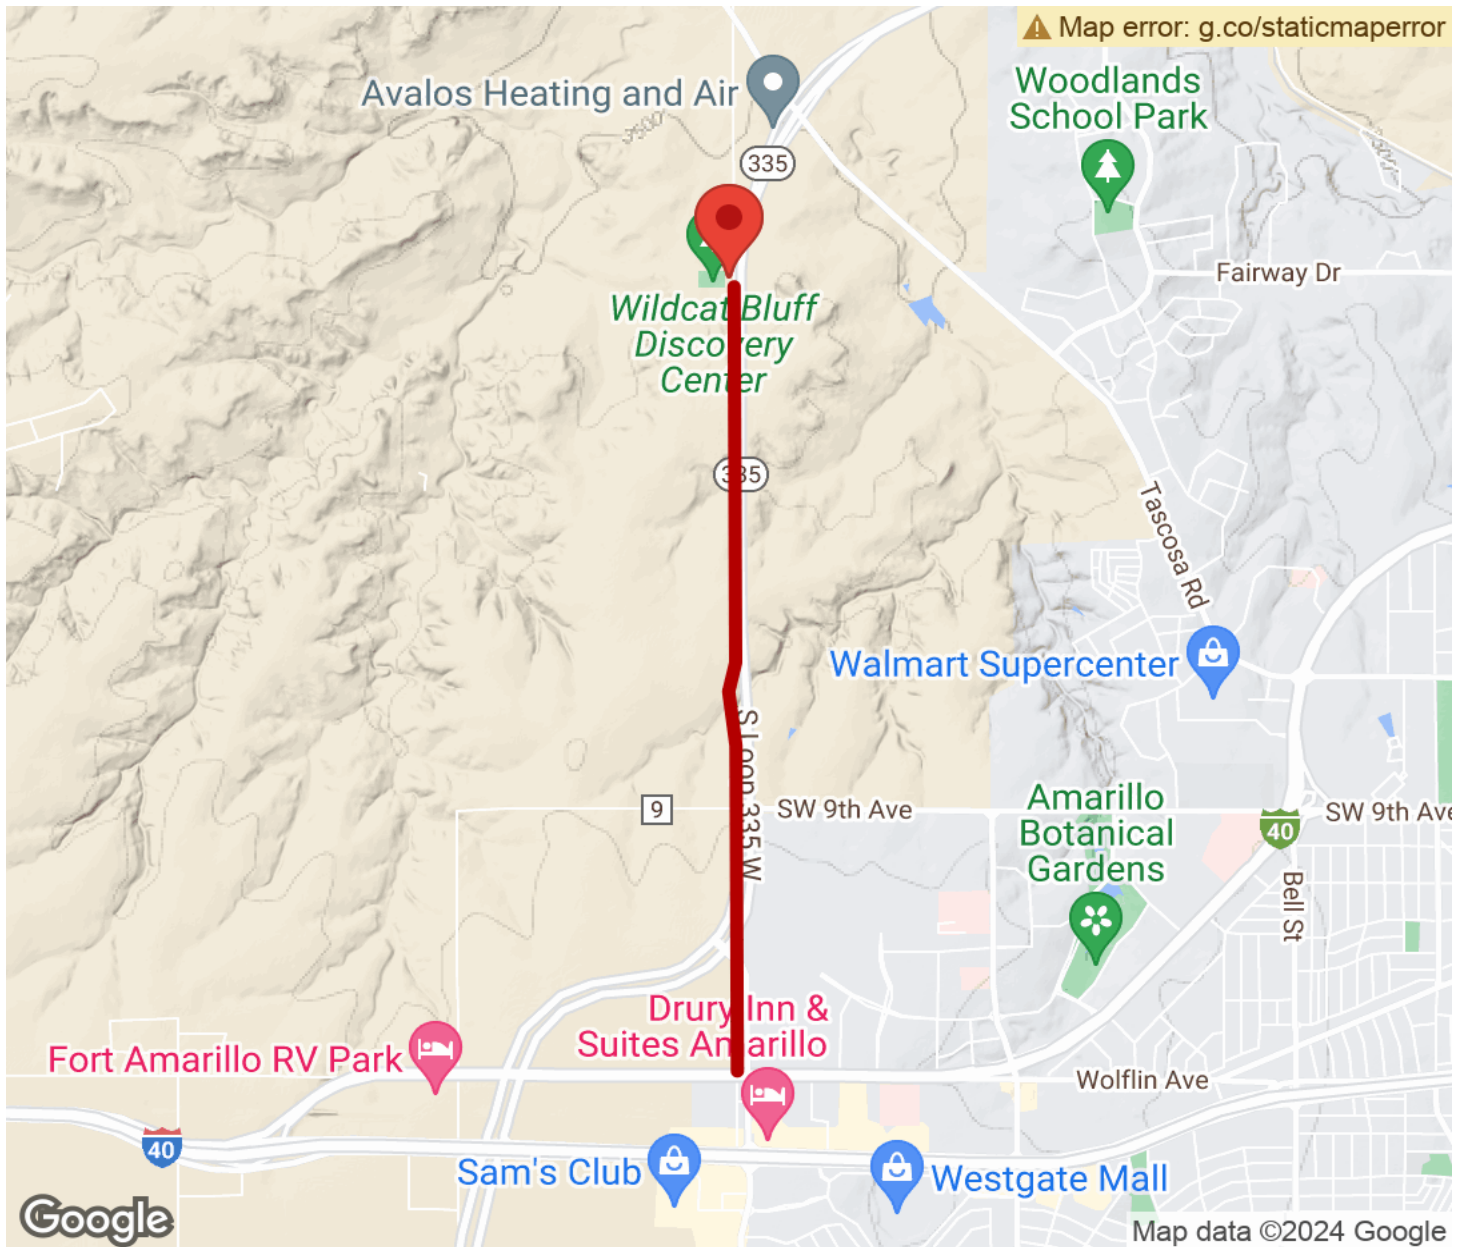 Map error: g.co/staticmaperror
Woodlands
School Park
Avalos Heating and Air
3500'
335
Fairway Dr
Wildcat Bluff
Discovery
Center
335
Tascosa Rd
Walmart Supercenter
S Loop 335 W
9
SW 9th Ave
Amarillo
Botanical
Gardens
40
SW 9th Ave
Bell St
Drury Inn &
Suites Amarillo
Fort Amarillo RV Park
Wolflin Ave
40
Sam's Club
Westgate Mall
Google
Map data ©2024 Google